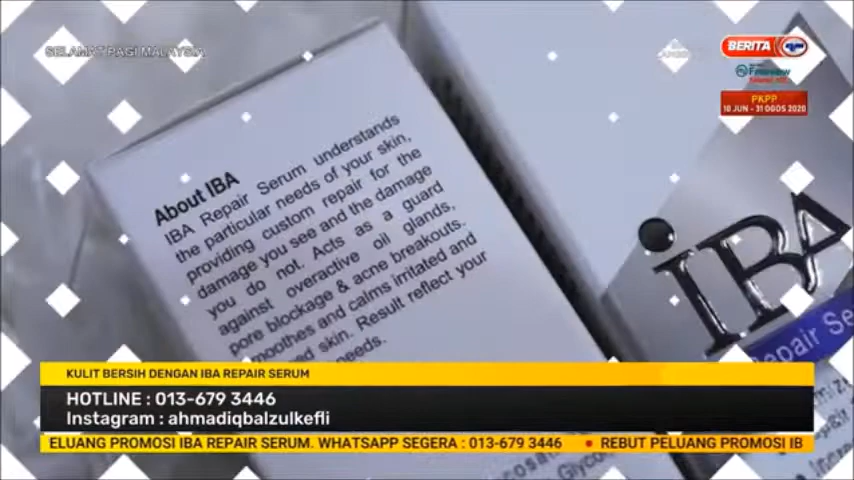 SELAMAT PAGI MALAYSIA
BERITA
PKPP
10 JUN - 31 OGOS 2020
About IBA
IBA Repair Serum understands
the particular needs of your skin,
providing custom repair for the
damage you see and the damage
you do not. Acts as a guard
against overactive oil glands,
pore blockage & acne breakouts.
moothes and calms irritated and
ed skin. Result reflect your
needs.
iBA
epair Se
KULIT BERSIH DENGAN IBA REPAIR SERUM
HOTLINE : 013-679 3446
Instagram : ahmadiqbalzulkefli
ELUANG PROMOSI IBA REPAIR SERUM. WHATSAPP SEGERA : 013-679 3446 • REBUT PELUANG PROMOSI IB